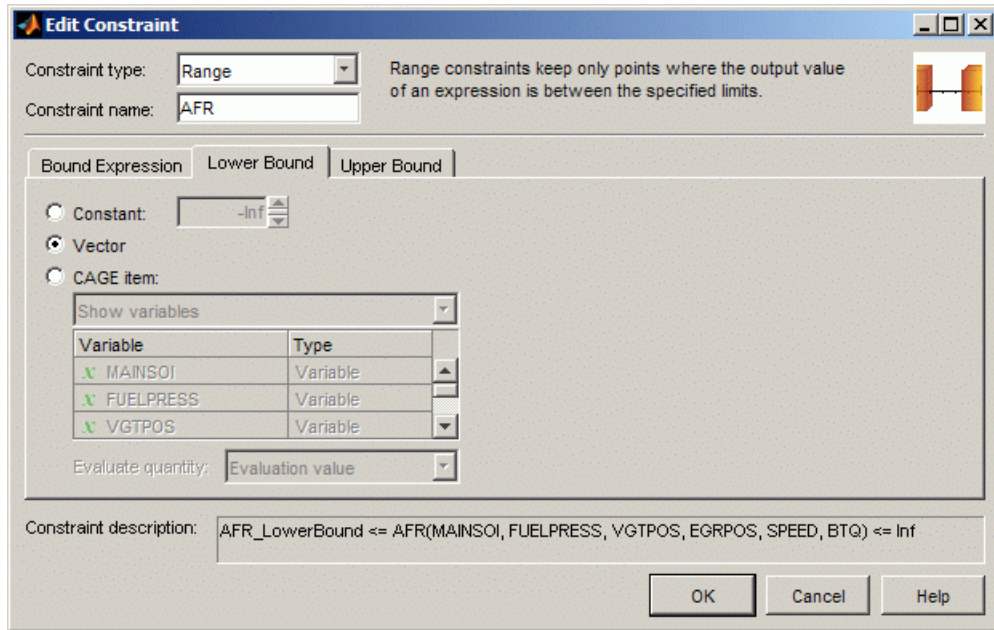 Edit Constraint
Constraint type: Range
Range constraints keep only points where the output value
of an expression is between the specified limits.
Constraint name: AFR
Bound Expression Lower Bound Upper Bound
Constant: -Inf
Vector
CAGE item:
Show variables
Variable Type
x MAINSOI Variable
x FUELPRESS Variable
x VGTPOS Variable
Evaluate quantity: Evaluation value
Constraint description: AFR_LowerBound <= AFR(MAINSOI, FUELPRESS, VGTPOS, EGRPOS, SPEED, BTQ) <= Inf
OK Cancel Help